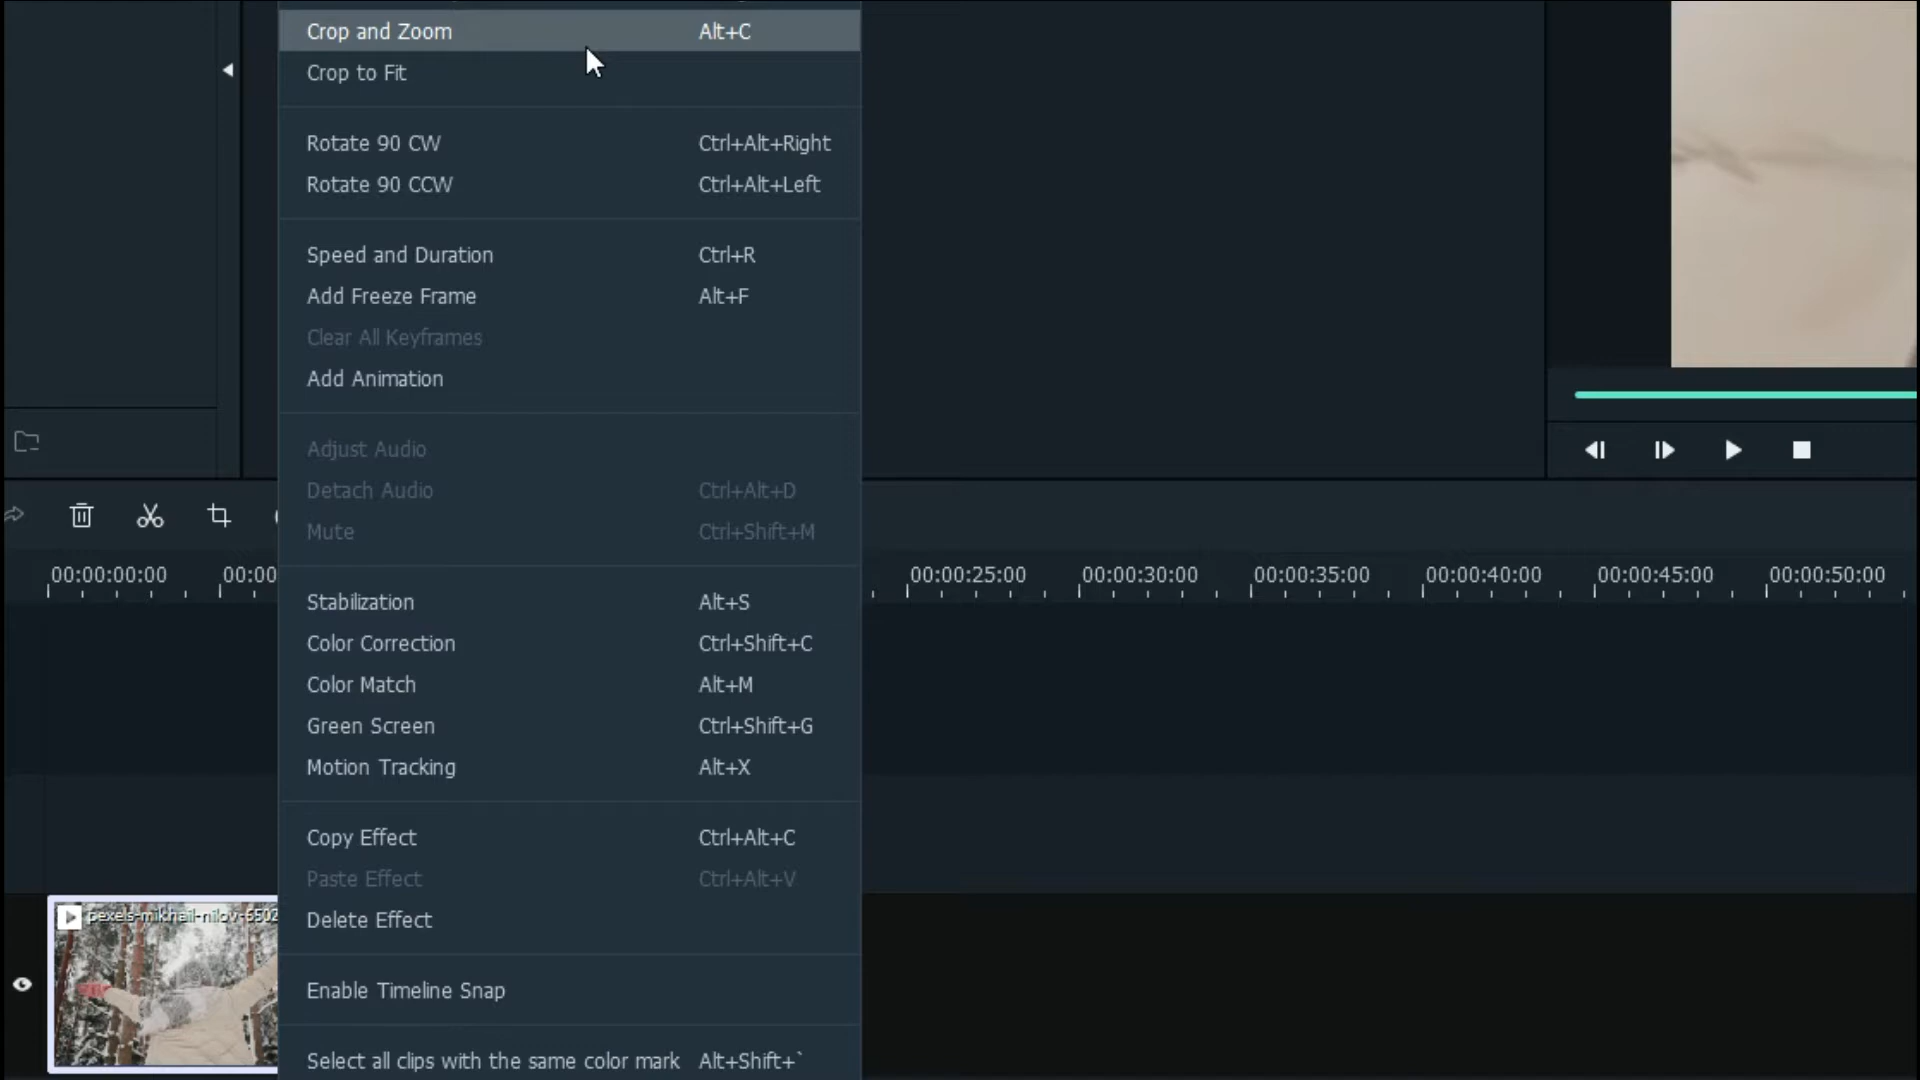 Crop and Zoom Alt+C
Crop to Fit
Rotate 90 CW Ctrl+Alt+Right
Rotate 90 CCW Ctrl+Alt+Left
Speed and Duration Ctrl+R
Add Freeze Frame Alt+F
Clear All Keyframes
Add Animation
Adjust Audio
Detach Audio Ctrl+Alt+D
Mute Ctrl+Shift+M
00:00:00:00 00:00 00:00:25:00 00:00:30:00 00:00:35:00 00:00:40:00 00:00:45:00 00:00:50:00
Stabilization Alt+S
Color Correction Ctrl+Shift+C
Color Match Alt+M
Green Screen Ctrl+Shift+G
Motion Tracking Alt+X
Copy Effect Ctrl+Alt+C
Paste Effect Ctrl+Alt+V
pexels-mikhail-nilov-6502
Delete Effect
Enable Timeline Snap
Select all clips with the same color mark Alt+Shift+`